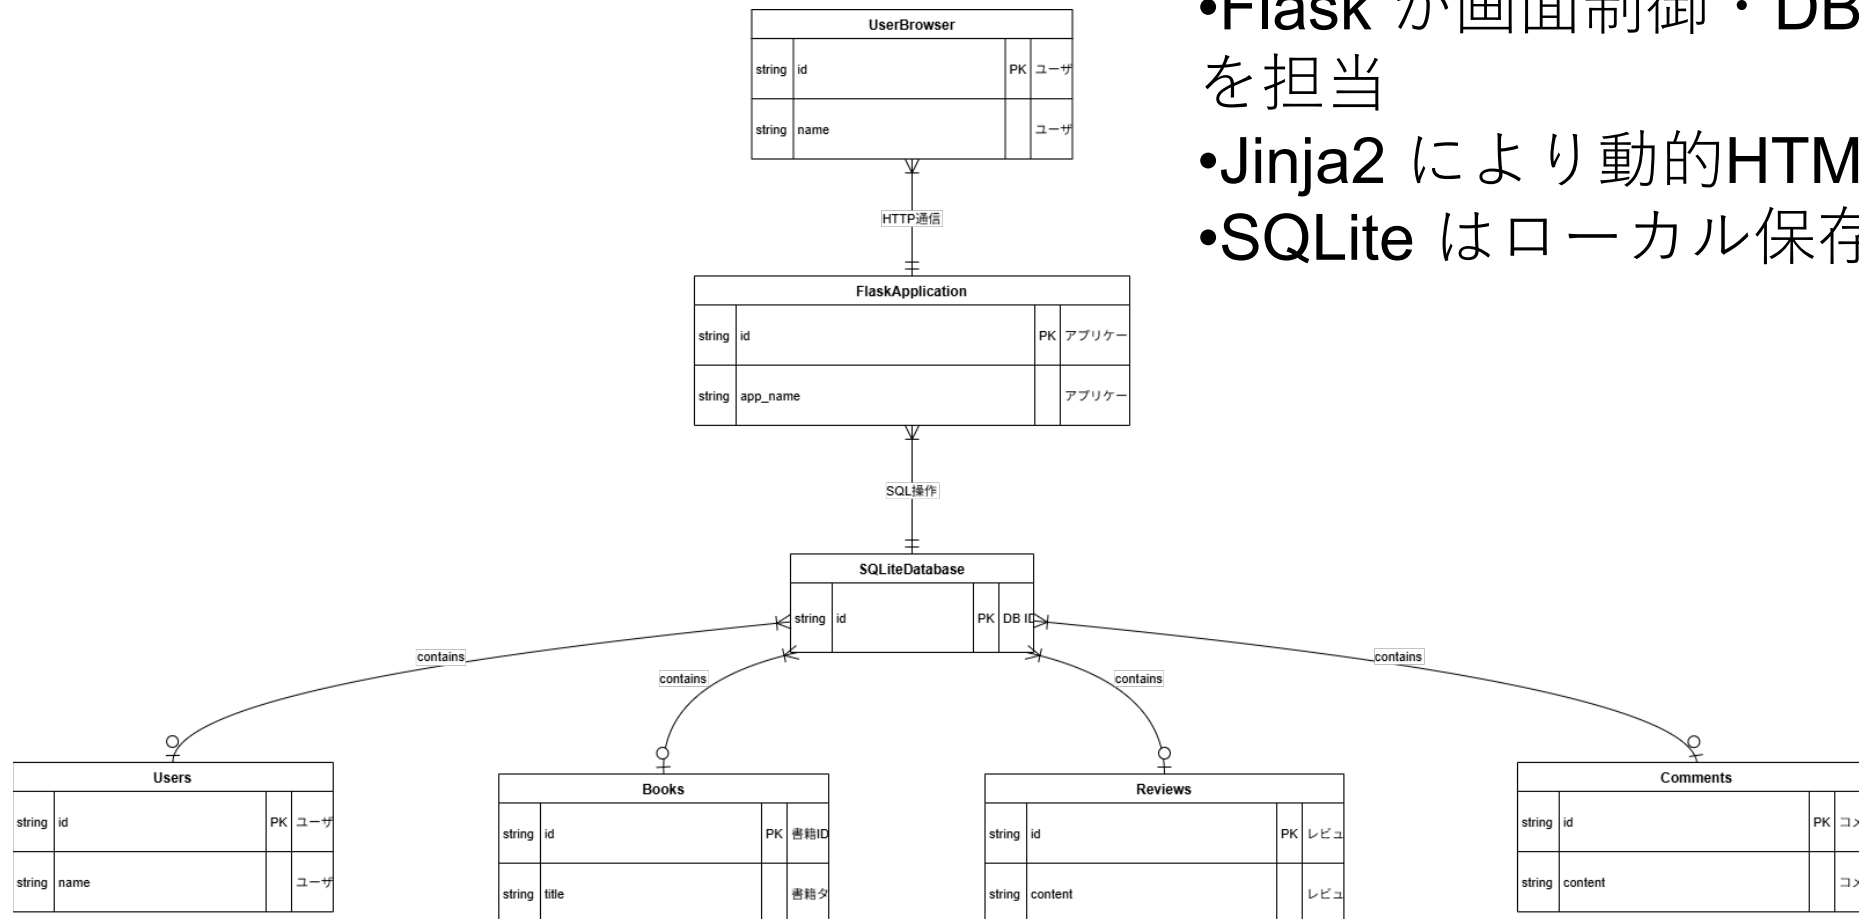 •Flask が画面制御・DB
を担当
•Jinja2 により動的HTM
•SQLite はローカル保存
UserBrowser
string id PK ユーザ
string name ユーザ
HTTP通信
FlaskApplication
string id PK アプリケー
string app_name アプリケー
SQL操作
SQLiteDatabase
string id PK DB ID
contains
contains
contains
contains
Users
string id PK ユーザ
string name ユーザ
Books
string id PK 書籍ID
string title 書籍タ
Reviews
string id PK レビュ
string content レビュ
Comments
string id PK コメ
string content コメ